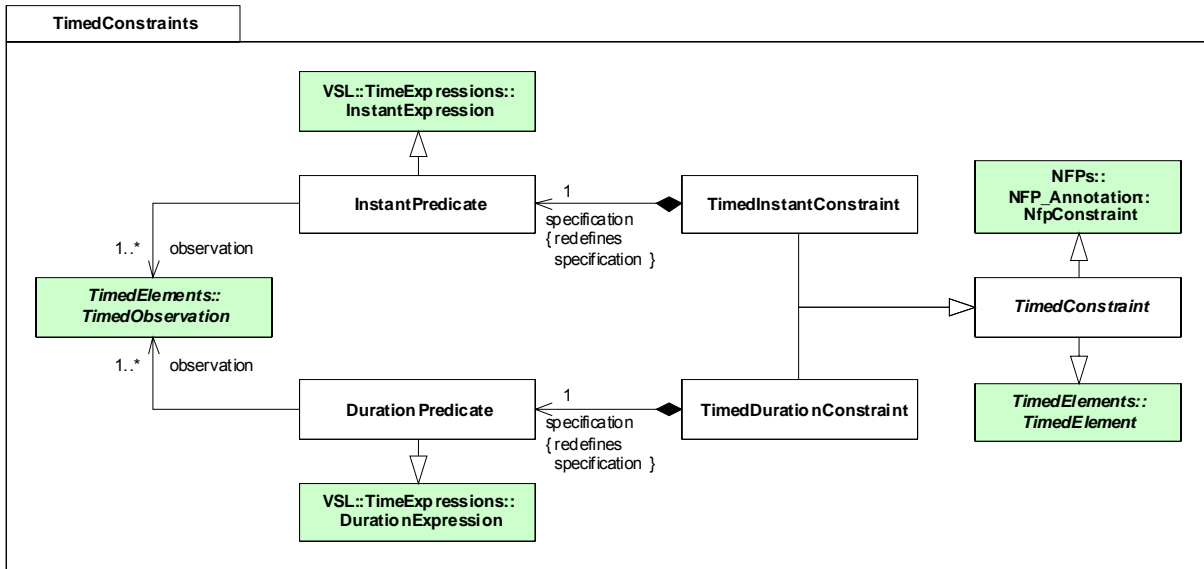 TimedConstraints
VSL::TimeExpressions::
InstantExpression
InstantPredicate
1
specification
{ redefines
specification }
TimedInstantConstraint
NFPs::
NFP_Annotation::
NfpConstraint
1..* observation
TimedElements::
TimedObservation
TimedConstraint
1..* observation
DurationPredicate
1
specification
{ redefines
specification }
TimedDurationConstraint
TimedElements::
TimedElement
VSL::TimeExpressions::
DurationExpression